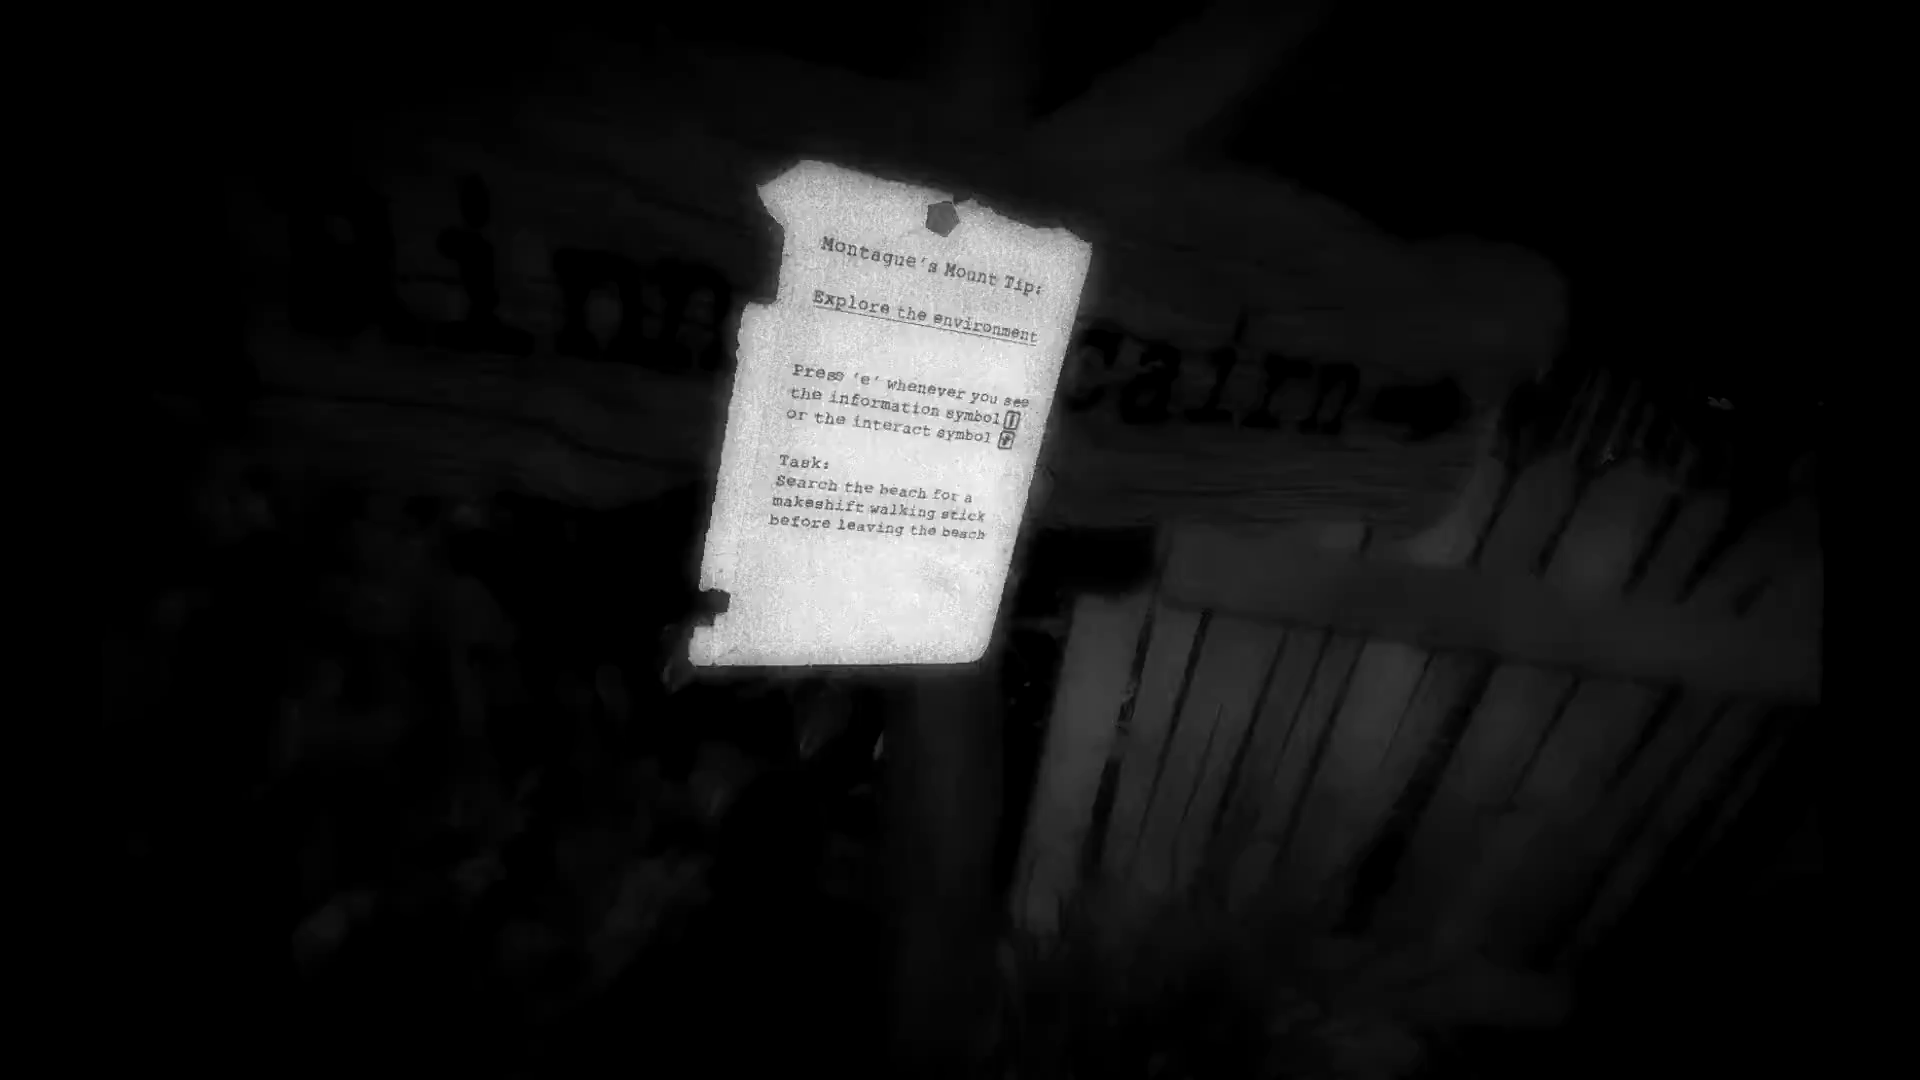 Montague's Mount Tip:
Explore the environment
Press 'e' whenever you see
the information symbol
or the interact symbol
Task:
Search the beach for a
makeshift walking stick
before leaving the beach
cairn